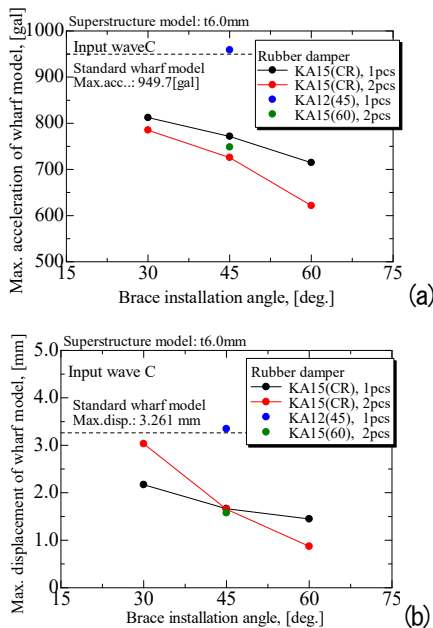 Superstructure model: t6.0mm
Max. acceleration of wharf model, [gal]
1000
900
800
700
600
500
Input waveC
Standard wharf model
Max.acc..: 949.7[gal]
Rubber damper
KA15(CR), 1pcs
KA15(CR), 2pcs
KA12(45), 1pcs
KA15(60), 2pcs
15 30 45 60 75
Brace installation angle, [deg.]
(a)
Superstructure model: t6.0mm
Max. displacement of wharf model, [mm]
5.0
4.0
3.0
2.0
1.0
.0
Input wave C
Standard wharf model
Max.disp.: 3.261 mm
Rubber damper
KA15(CR), 1pcs
KA15(CR), 2pcs
KA12(45), 1pcs
KA15(60), 2pcs
15 30 45 60 75
Brace installation angle, [deg.]
(b)